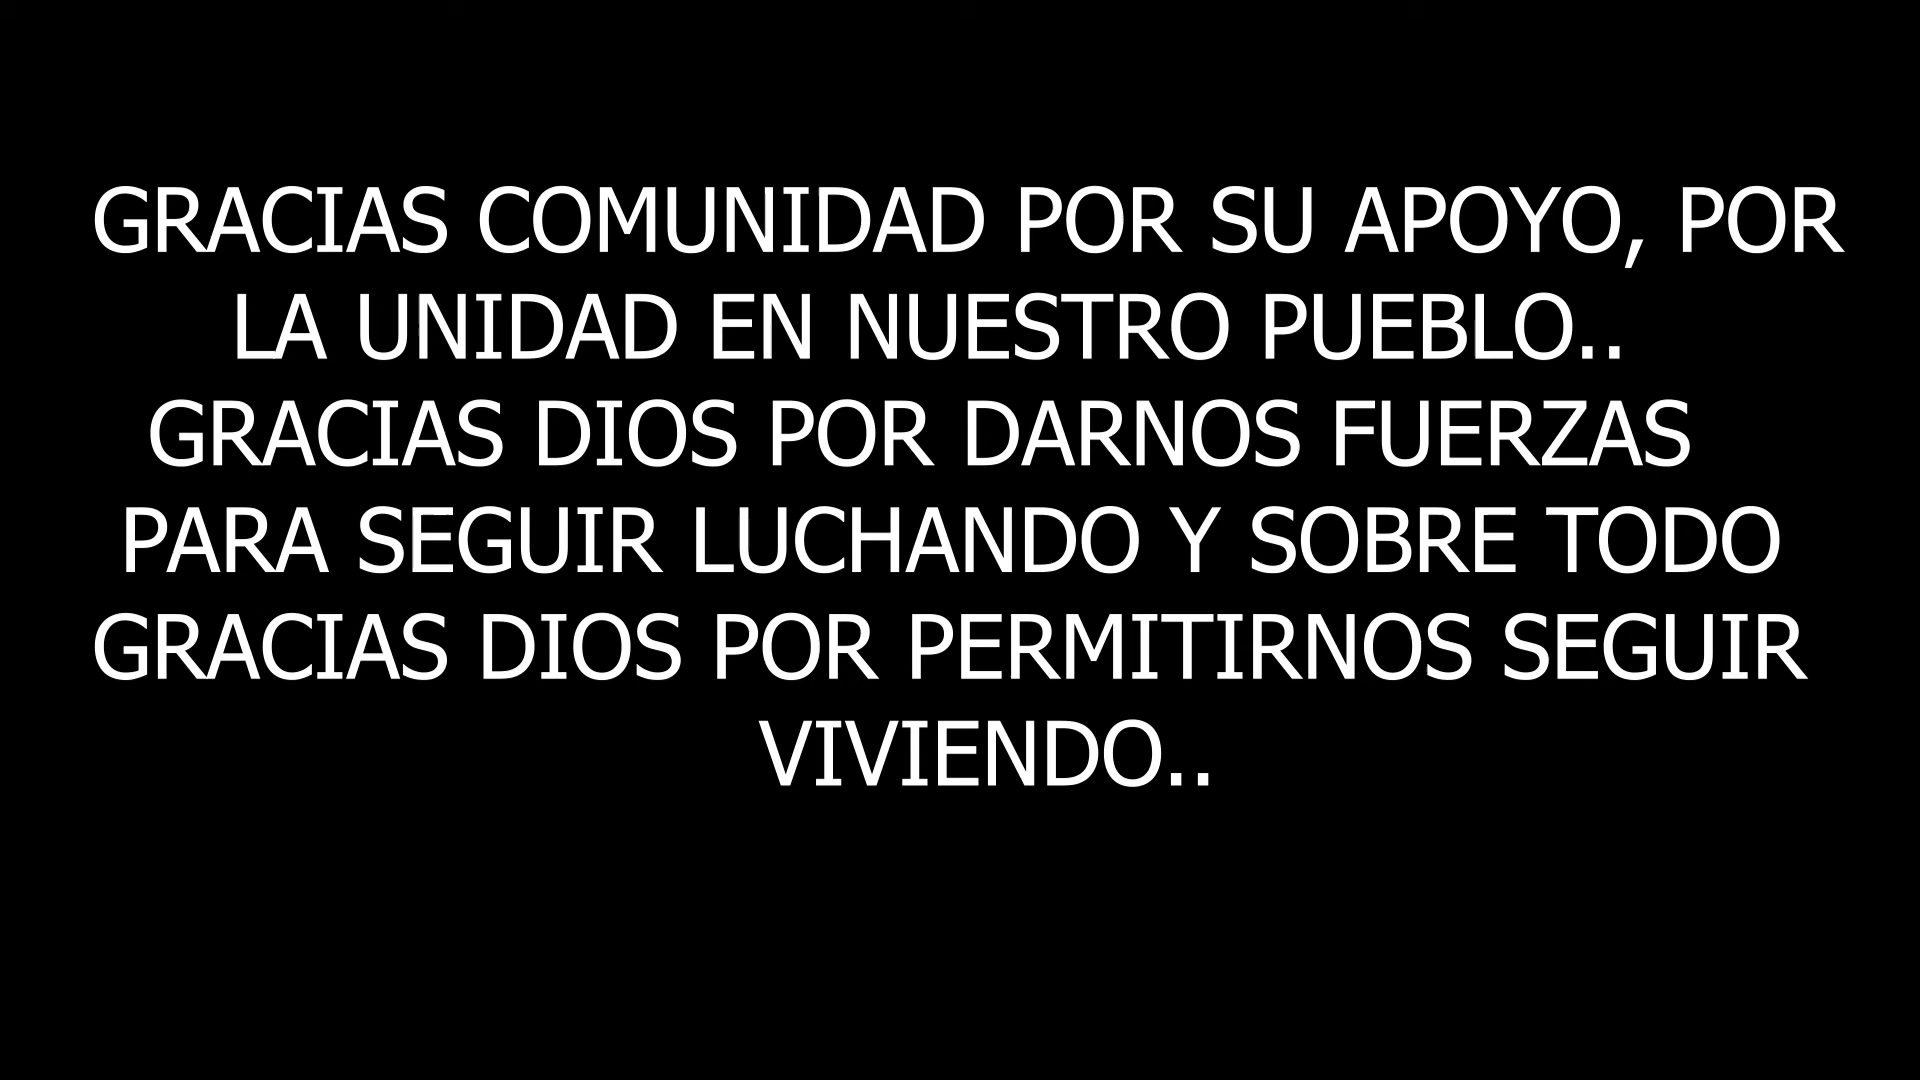 GRACIAS COMUNIDAD POR SU APOYO, POR
LA UNIDAD EN NUESTRO PUEBLO..
GRACIAS DIOS POR DARNOS FUERZAS
PARA SEGUIR LUCHANDO Y SOBRE TODO
GRACIAS DIOS POR PERMITIRNOS SEGUIR
VIVIENDO..